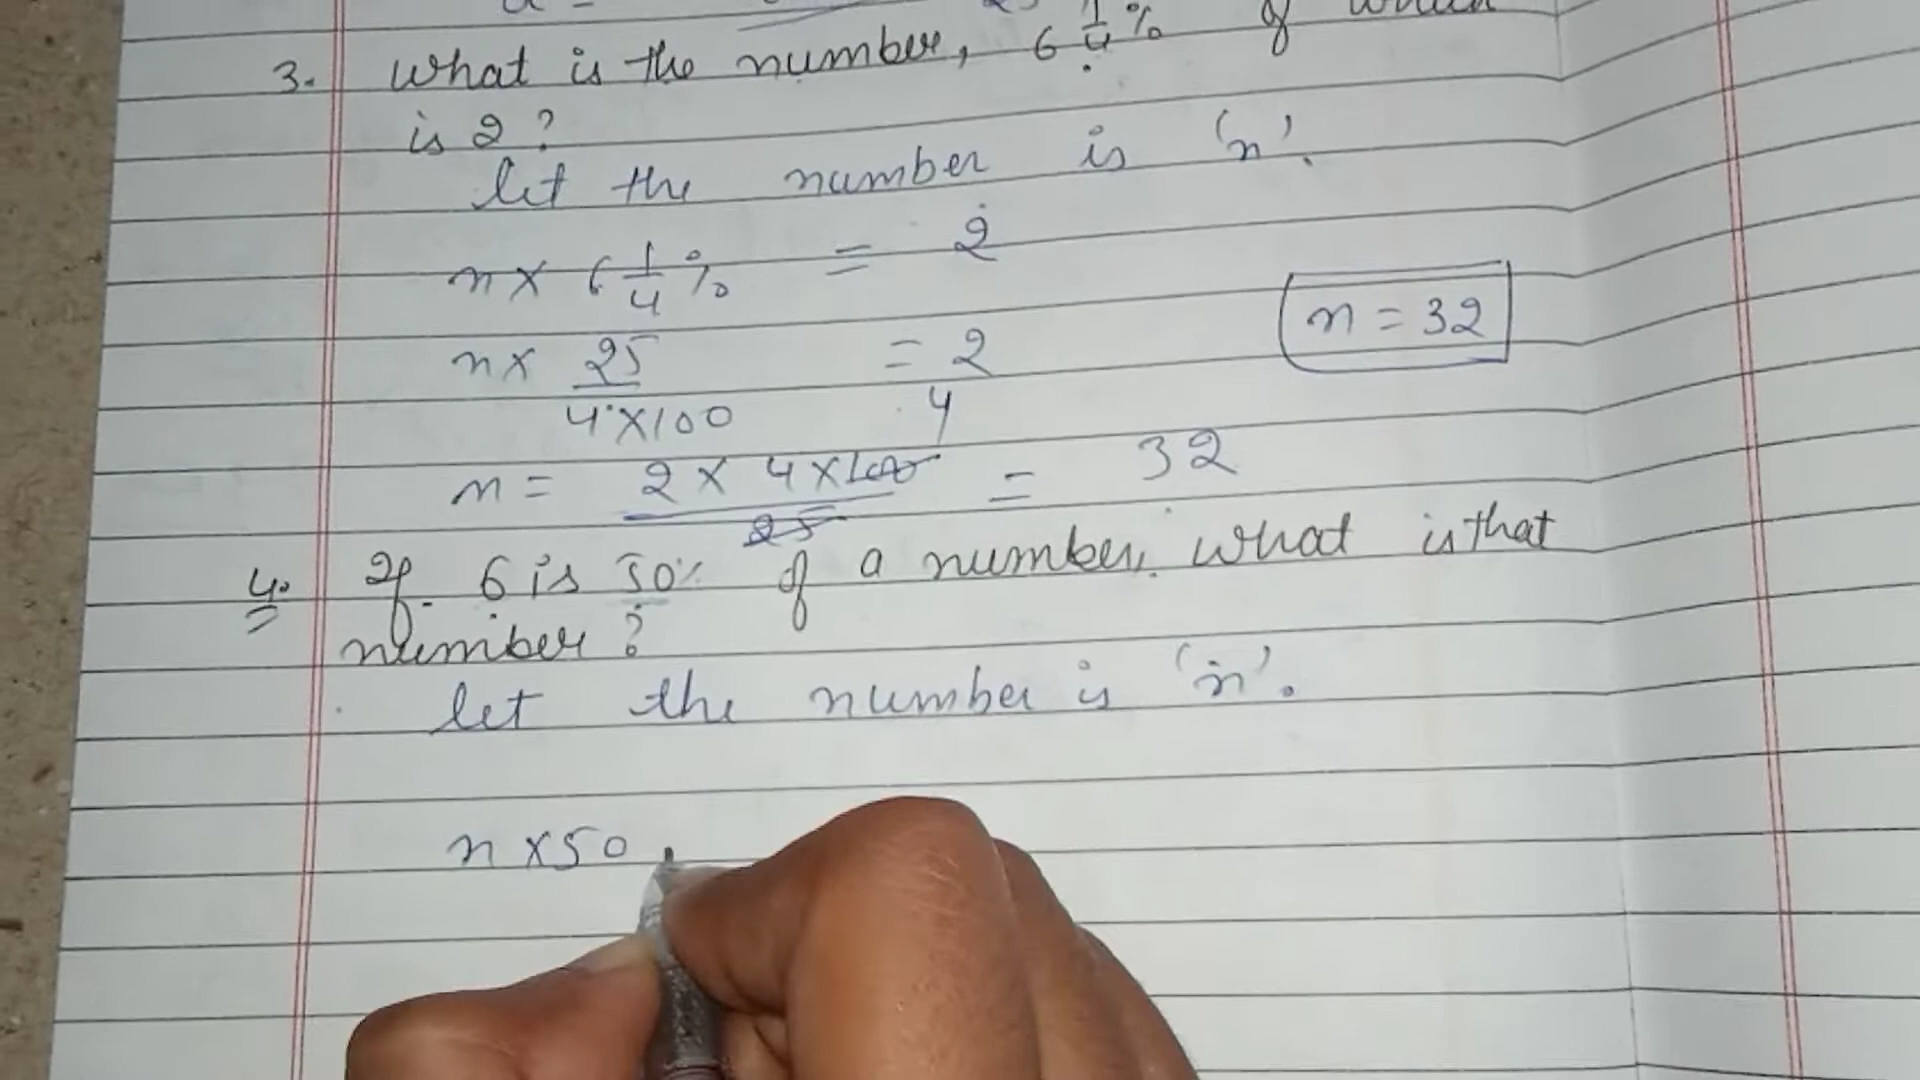 3. What is the number, 6 1/4 % of which
is 2 ?
let the number is 'n'.
n x 6 1/4 % = 2
n x 25 / 4 x 100 = 2
n = 32
4
n = 2 x 4 x 100 / 25 = 32
4. If 6 is 50% of a number, what is that
number ?
let the number is 'n'.
n x 50